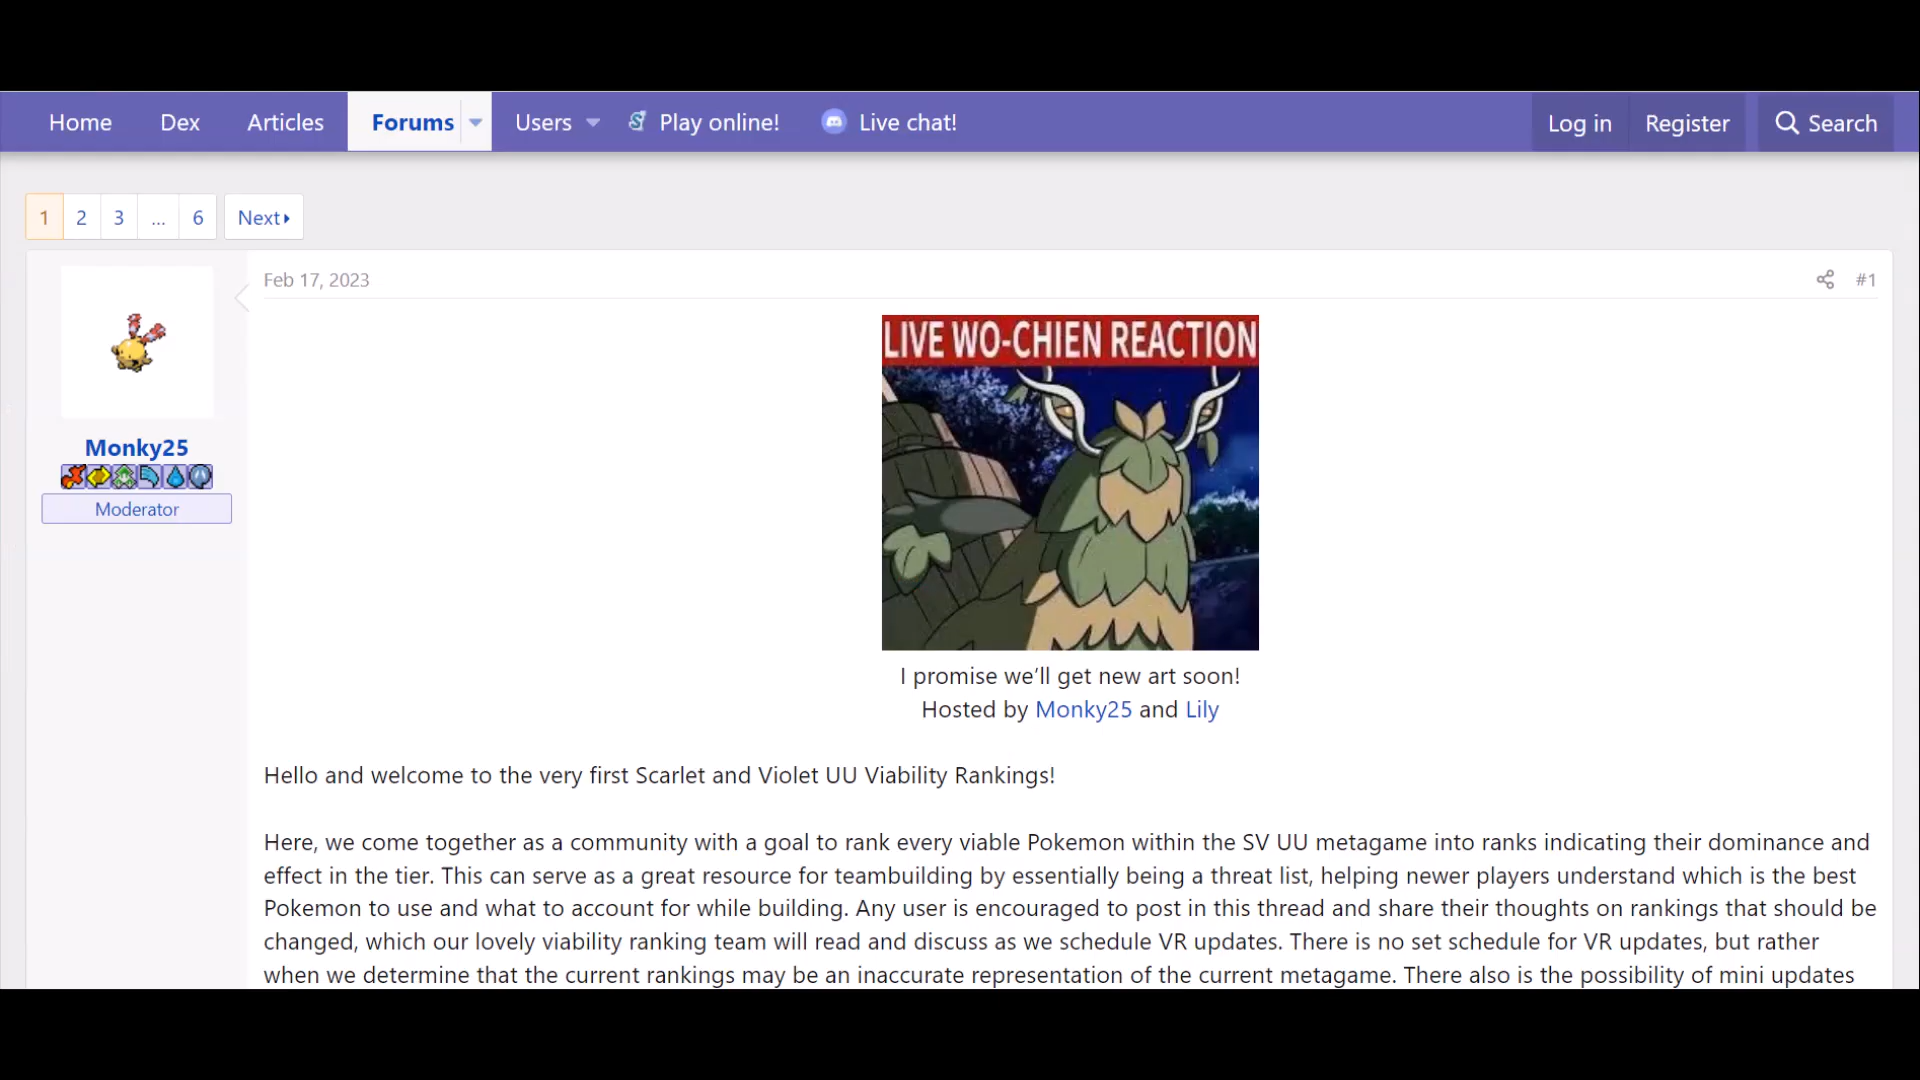 Home Dex Articles Forums Users Play online! Live chat! Log in Register Search
1 2 3 ... 6 Next
Feb 17, 2023 #1
LIVE WO-CHIEN REACTION
Monky25
Moderator
I promise we'll get new art soon!
Hosted by Monky25 and Lily
Hello and welcome to the very first Scarlet and Violet UU Viability Rankings!
Here, we come together as a community with a goal to rank every viable Pokemon within the SV UU metagame into ranks indicating their dominance and
effect in the tier. This can serve as a great resource for teambuilding by essentially being a threat list, helping newer players understand which is the best
Pokemon to use and what to account for while building. Any user is encouraged to post in this thread and share their thoughts on rankings that should be
changed, which our lovely viability ranking team will read and discuss as we schedule VR updates. There is no set schedule for VR updates, but rather
when we determine that the current rankings may be an inaccurate representation of the current metagame. There also is the possibility of mini updates